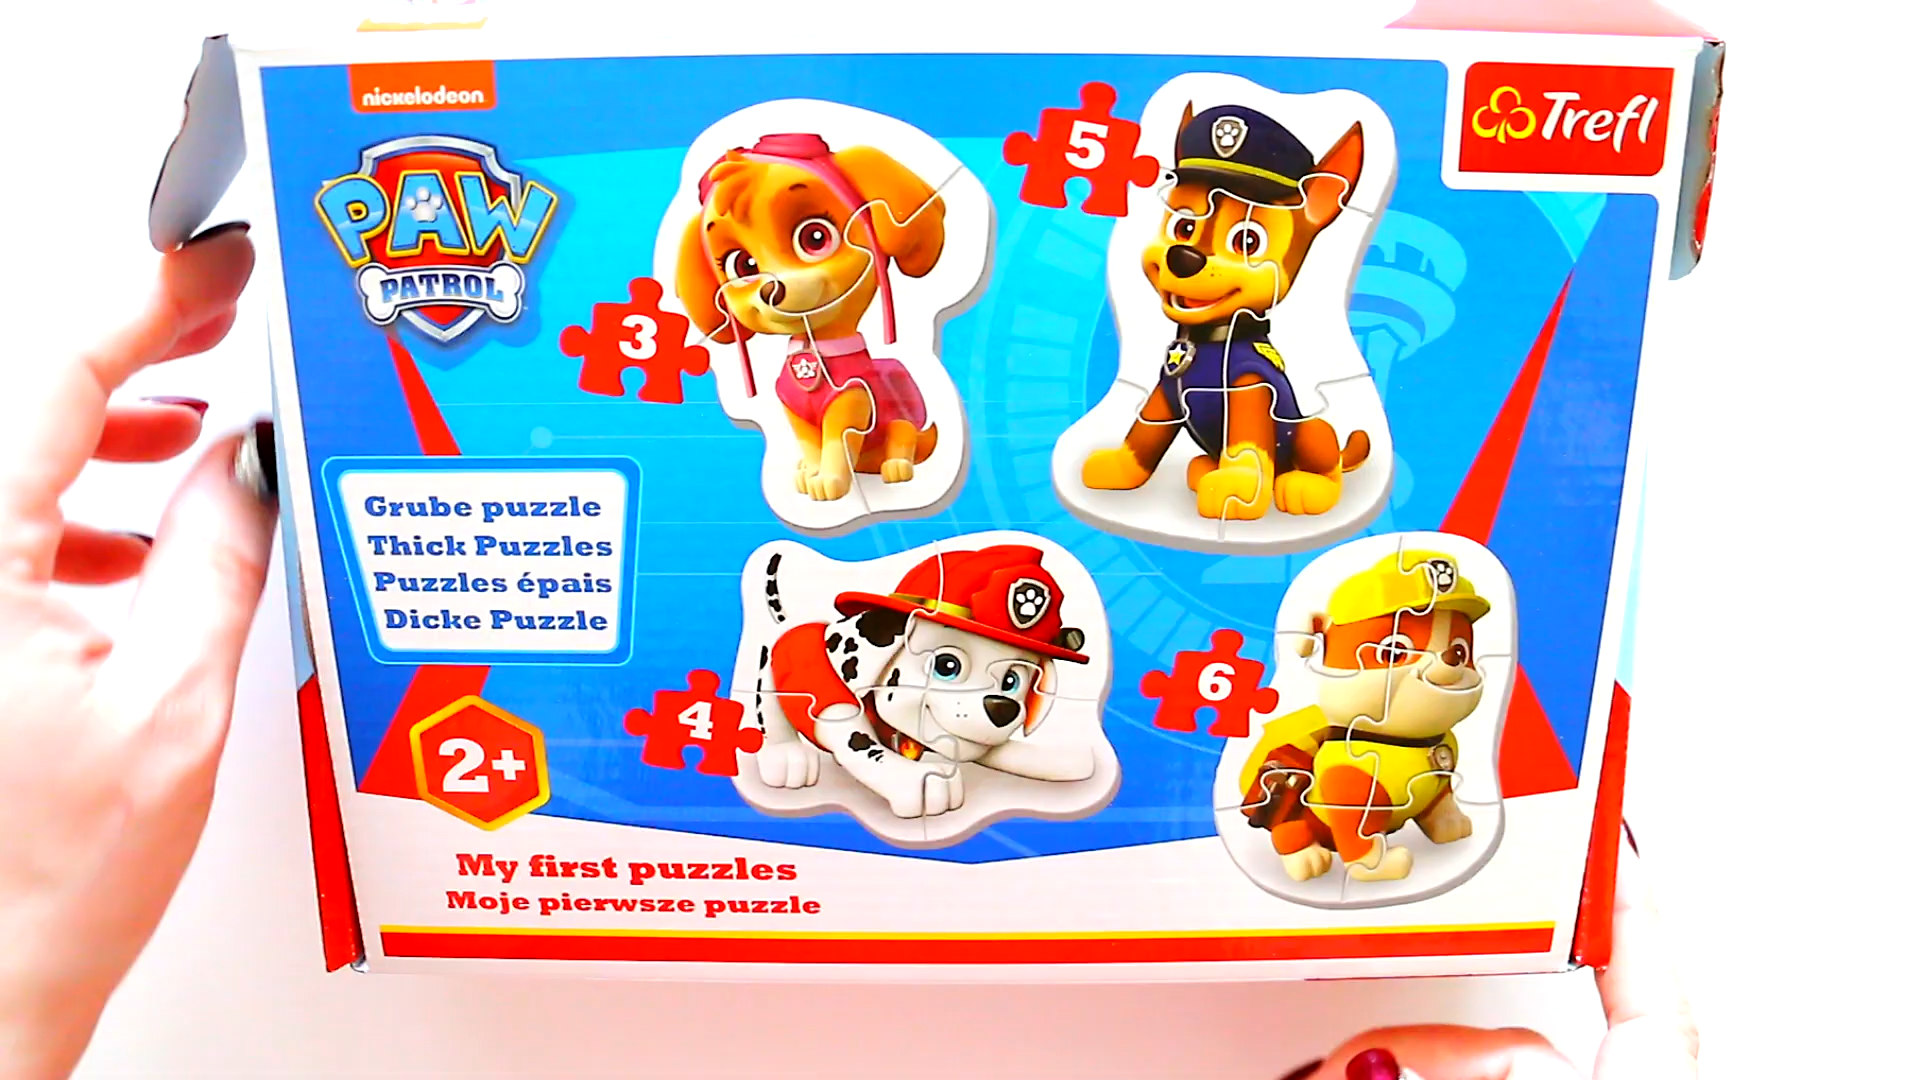 nickelodeon
PAW
PATROL
Trefl
5
3
Grube puzzle
Thick Puzzles
Puzzles épais
Dicke Puzzle
4
6
2+
My first puzzles
Moje pierwsze puzzle